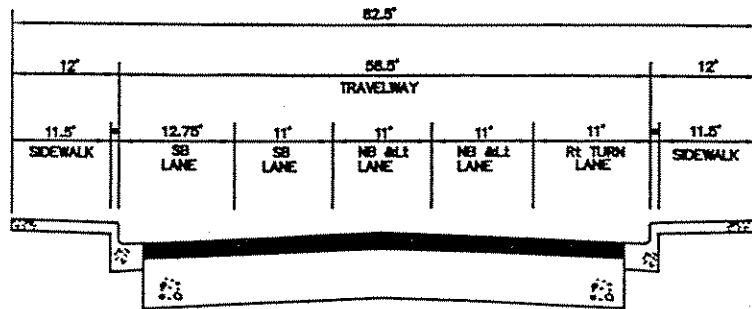 82.5'
12' 58.5' 12'
TRAVELWAY
11.5' 12.75' 11' 11' 11' 11' 11.5'
SIDEWALK SB SB NB &Lt NB &Lt Rt TURN SIDEWALK
LANE LANE LANE LANE LANE